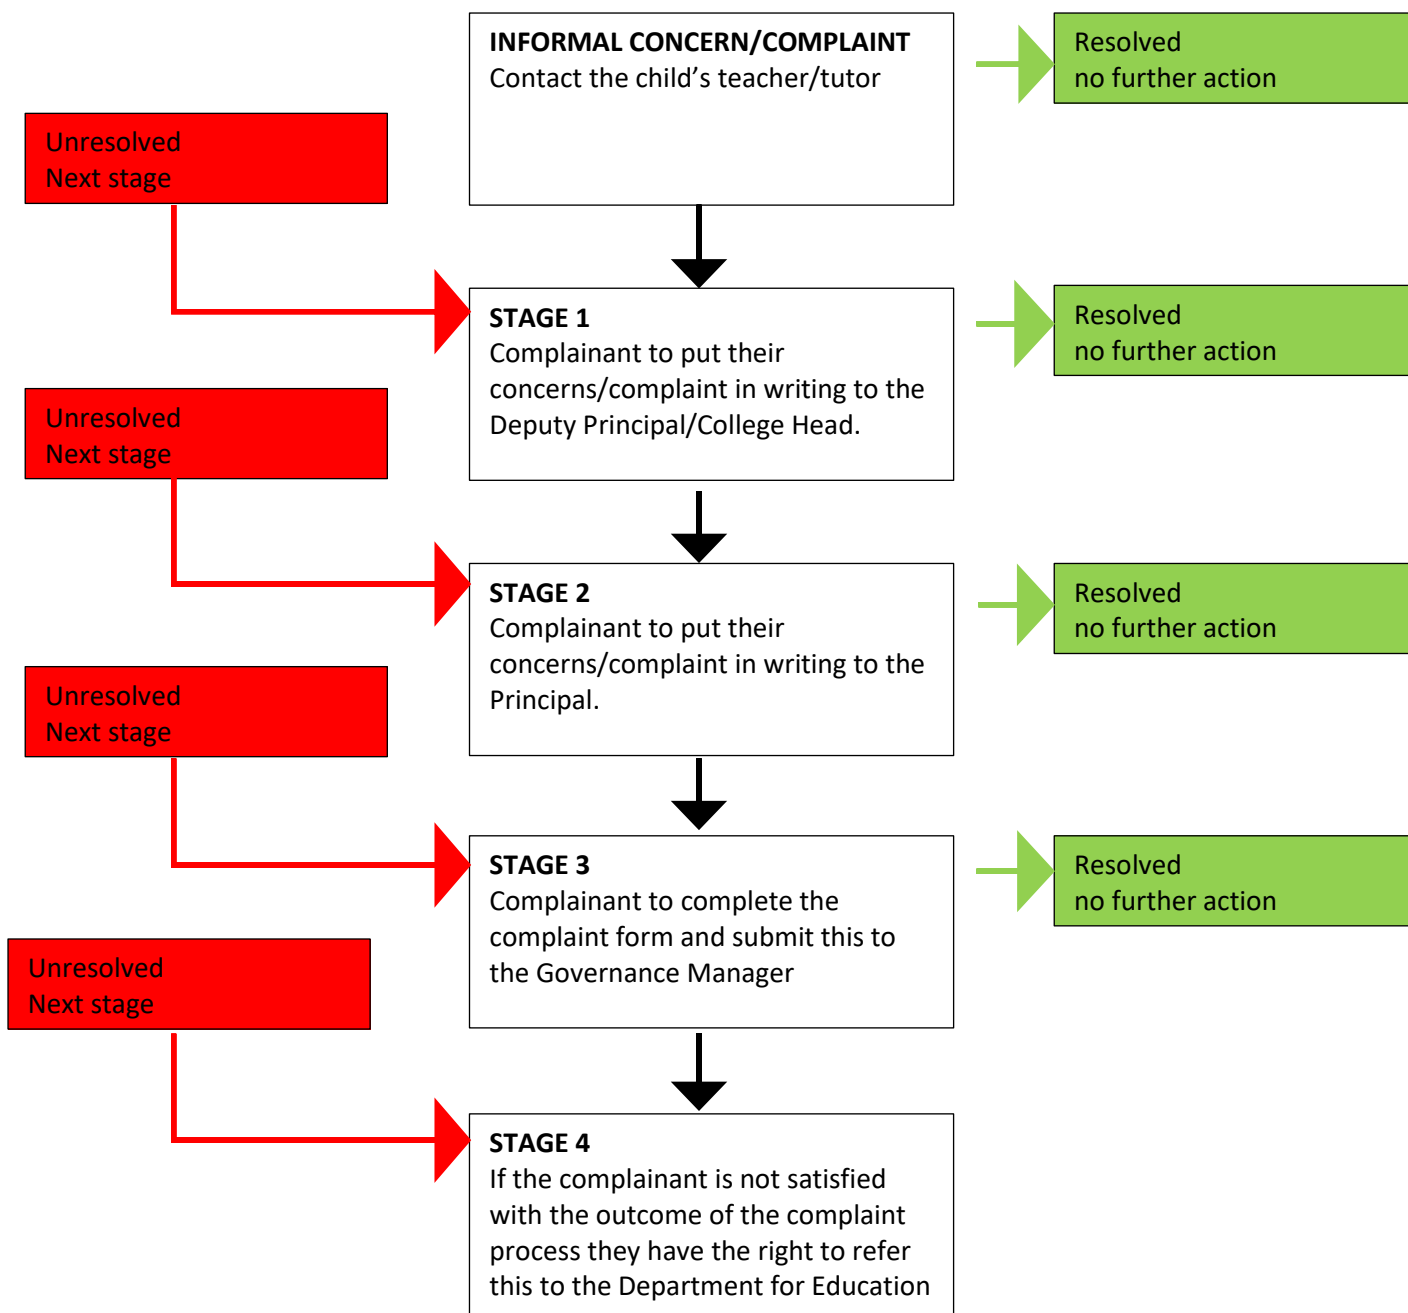 INFORMAL CONCERN/COMPLAINT
Contact the child’s teacher/tutor
Resolved
no further action
Unresolved
Next stage
STAGE 1
Complainant to put their
concerns/complaint in writing to the
Deputy Principal/College Head.
Resolved
no further action
Unresolved
Next stage
STAGE 2
Complainant to put their
concerns/complaint in writing to the
Principal.
Resolved
no further action
Unresolved
Next stage
STAGE 3
Complainant to complete the
complaint form and submit this to
the Governance Manager
Resolved
no further action
Unresolved
Next stage
STAGE 4
If the complainant is not satisfied
with the outcome of the complaint
process they have the right to refer
this to the Department for Education